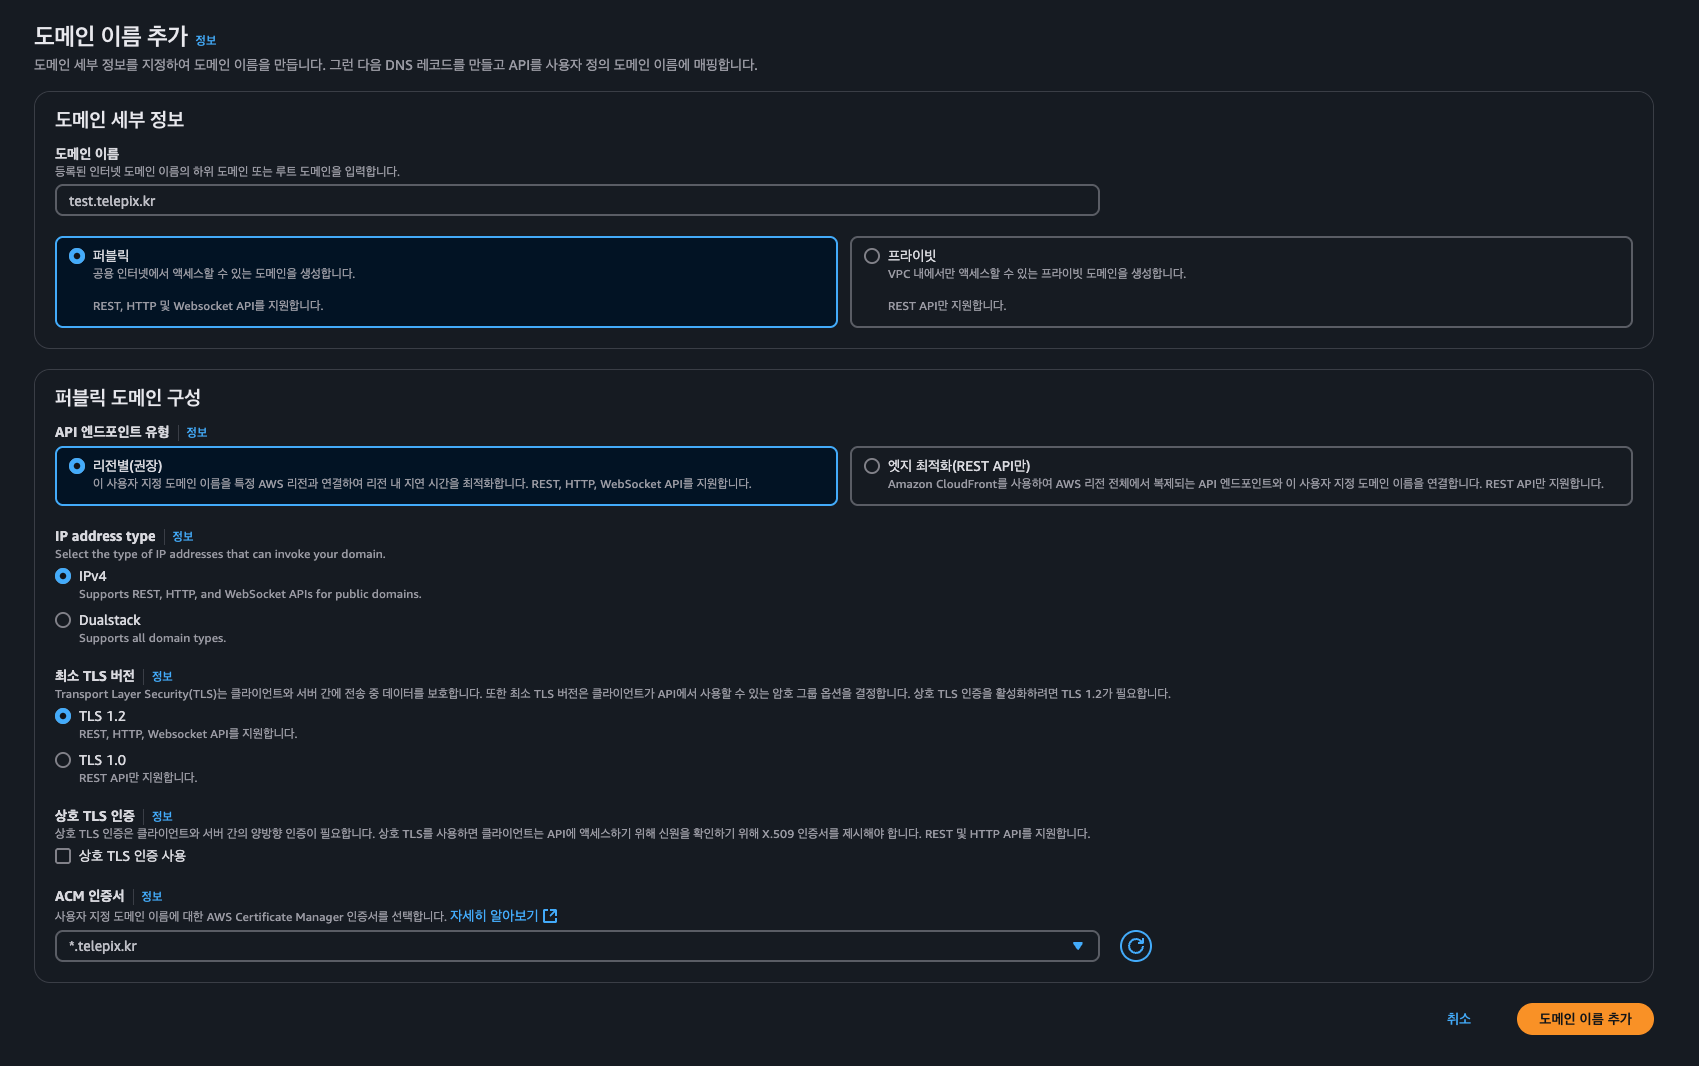 도메인 이름 추가 정보
도메인 세부 정보를 지정하여 도메인 이름을 만듭니다. 그런 다음 DNS 레코드를 만들고 API를 사용자 정의 도메인 이름에 매핑합니다.
도메인 세부 정보
도메인 이름
등록된 인터넷 도메인 이름의 하위 도메인 또는 루트 도메인을 입력합니다.
test.telepix.kr
퍼블릭
공용 인터넷에서 액세스할 수 있는 도메인을 생성합니다.
REST, HTTP 및 Websocket API를 지원합니다.
프라이빗
VPC 내에서만 액세스할 수 있는 프라이빗 도메인을 생성합니다.
REST API만 지원합니다.
퍼블릭 도메인 구성
API 엔드포인트 유형 정보
리전별(권장)
이 사용자 지정 도메인 이름을 특정 AWS 리전과 연결하여 리전 내 지연 시간을 최적화합니다. REST, HTTP, WebSocket API를 지원합니다.
엣지 최적화(REST API만)
Amazon CloudFront를 사용하여 AWS 리전 전체에서 복제되는 API 엔드포인트와 이 사용자 지정 도메인 이름을 연결합니다. REST API만 지원합니다.
IP address type 정보
Select the type of IP addresses that can invoke your domain.
IPv4
Supports REST, HTTP, and WebSocket APIs for public domains.
Dualstack
Supports all domain types.
최소 TLS 버전 정보
Transport Layer Security(TLS)는 클라이언트와 서버 간에 전송 중 데이터를 보호합니다. 또한 최소 TLS 버전은 클라이언트가 API에서 사용할 수 있는 암호 그룹 옵션을 결정합니다. 상호 TLS 인증을 활성화하려면 TLS 1.2가 필요합니다.
TLS 1.2
REST, HTTP, Websocket API를 지원합니다.
TLS 1.0
REST API만 지원합니다.
상호 TLS 인증 정보
상호 TLS 인증은 클라이언트와 서버 간의 양방향 인증이 필요합니다. 상호 TLS를 사용하면 클라이언트는 API에 액세스하기 위해 신원을 확인하기 위해 X.509 인증서를 제시해야 합니다. REST 및 HTTP API를 지원합니다.
상호 TLS 인증 사용
ACM 인증서 정보
사용자 지정 도메인 이름에 대한 AWS Certificate Manager 인증서를 선택합니다. 자세히 알아보기
*.telepix.kr
취소
도메인 이름 추가